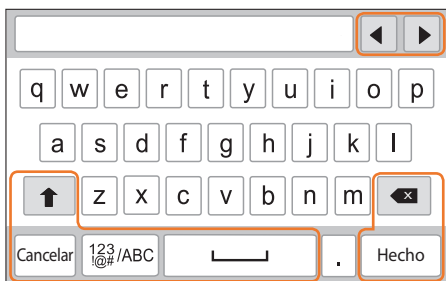 q w e r t y u i o p
a s d f g h j k l
z x c v b n m
Cancelar 123 !@# /ABC . Hecho